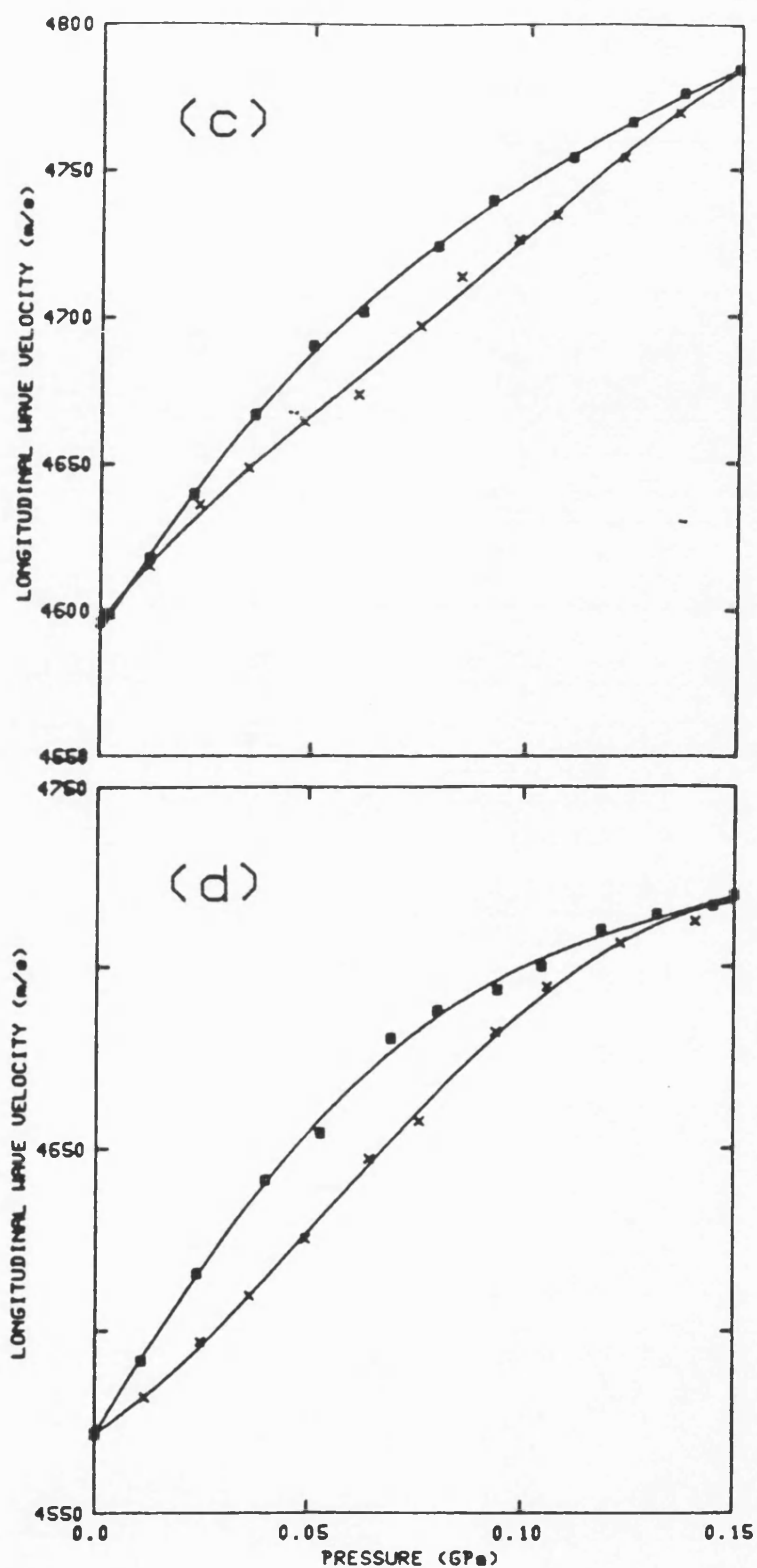 4800
(c)
4750
4700
4650
4600
4550
LONGITUDINAL WAVE VELOCITY (m/s)
4750
(d)
4650
4550
LONGITUDINAL WAVE VELOCITY (m/s)
0.0 0.05 0.10 0.15
PRESSURE (GPa)